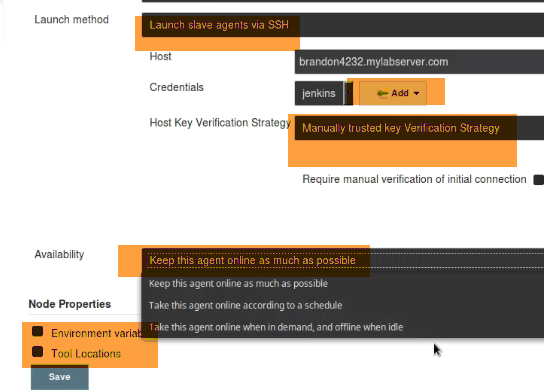 Launch method
Launch slave agents via SSH
Host
brandon4232.mylabserver.com
Credentials
jenkins
Add
Host Key Verification Strategy
Manually trusted key Verification Strategy
Require manual verification of initial connection
Availability
Keep this agent online as much as possible
Keep this agent online as much as possible
Take this agent online according to a schedule
Take this agent online when in demand, and offline when idle
Node Properties
Environment variab
Tool Locations
Save